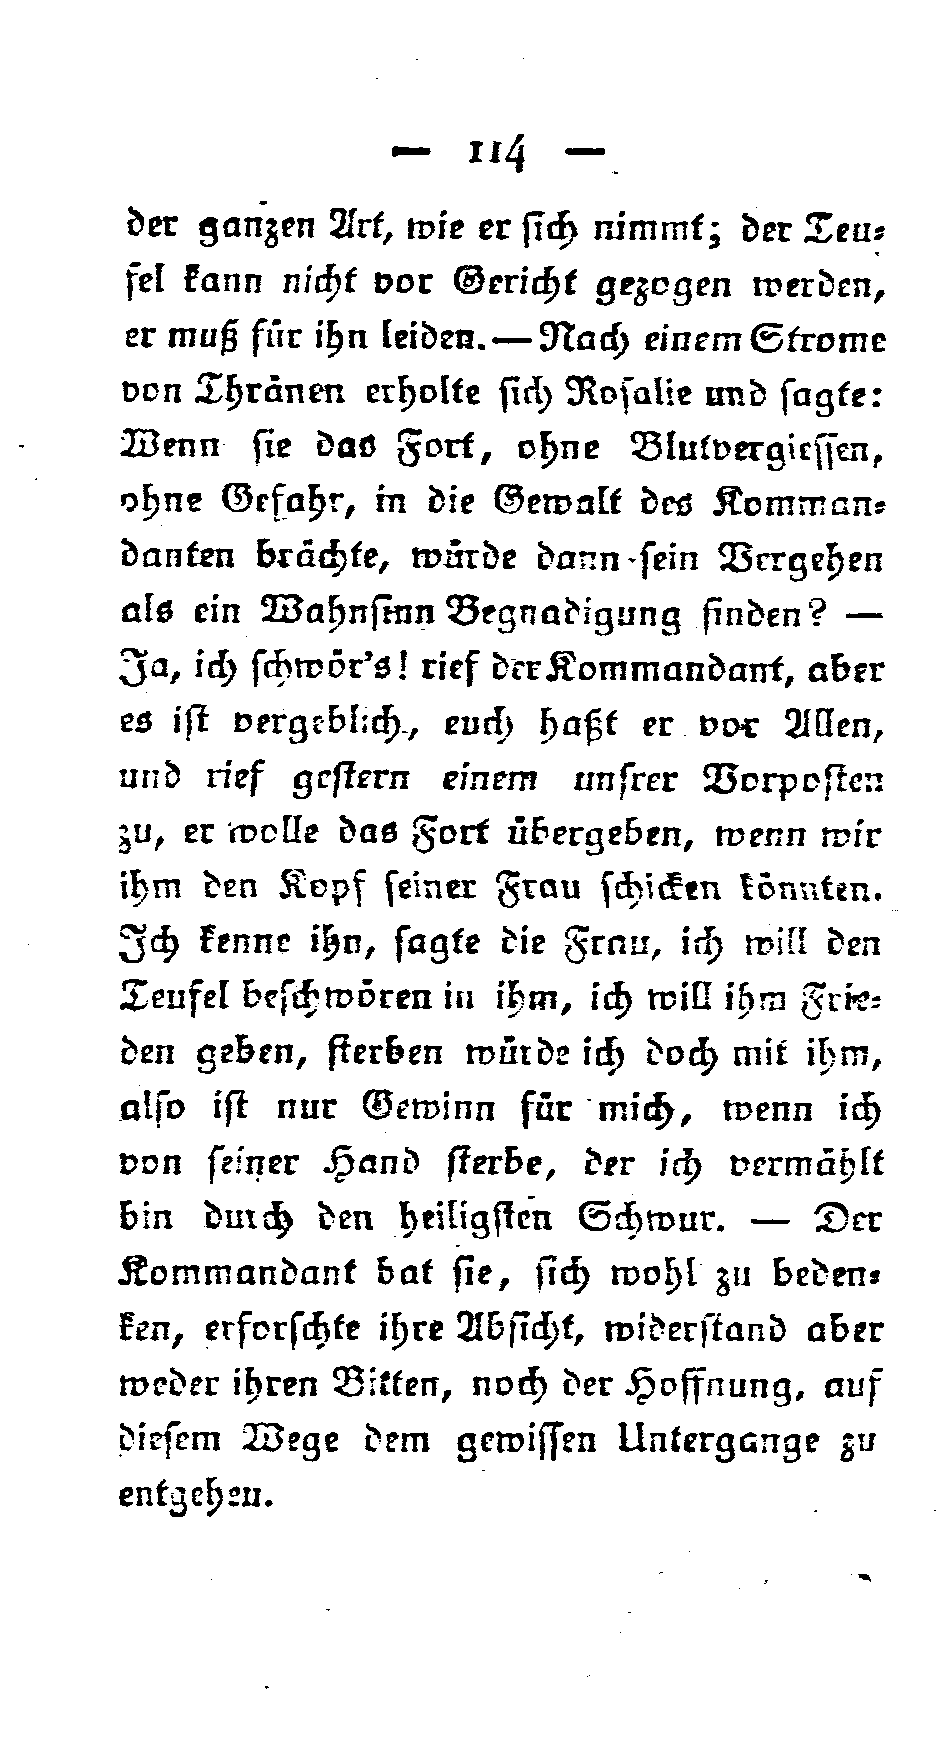 — 114 —
der ganzen Art, wie er ſich nimmt; der Teu⸗
fel kann nicht vor Gericht gezogen werden,
er muß für ihn leiden. — Nach einem Strome
von Thränen erholte ſich Roſalie und ſagte:
Wenn ſie das Fort, ohne Blutvergieſſen,
ohne Gefahr, in die Gewalt des Komman⸗
danten brächte, würde dann ſein Vergehen
als ein Wahnſinn Begnadigung finden? —
Ja, ich ſchwör's! rief der Kommandant, aber
es iſt vergeblich, euch haßt er vor Allen,
und rief geſtern einem unſrer Vorpoſten
zu, er wolle das Fort übergeben, wenn wir
ihm den Kopf ſeiner Frau ſchicken könnten.
Ich kenne ihn, ſagte die Frau, ich will den
Teufel beſchwören in ihm, ich will ihm Frie⸗
den geben, ſterben würde ich doch mit ihm,
alſo iſt nur Gewinn für mich, wenn ich
von ſeiner Hand ſterbe, der ich vermählt
bin durch den heiligſten Schwur. — Der
Kommandant bat ſie, ſich wohl zu beden⸗
ken, erforſchte ihre Abſicht, widerſtand aber
weder ihren Bitten, noch der Hoffnung, auf
dieſem Wege dem gewiſſen Untergange zu
entgehen.